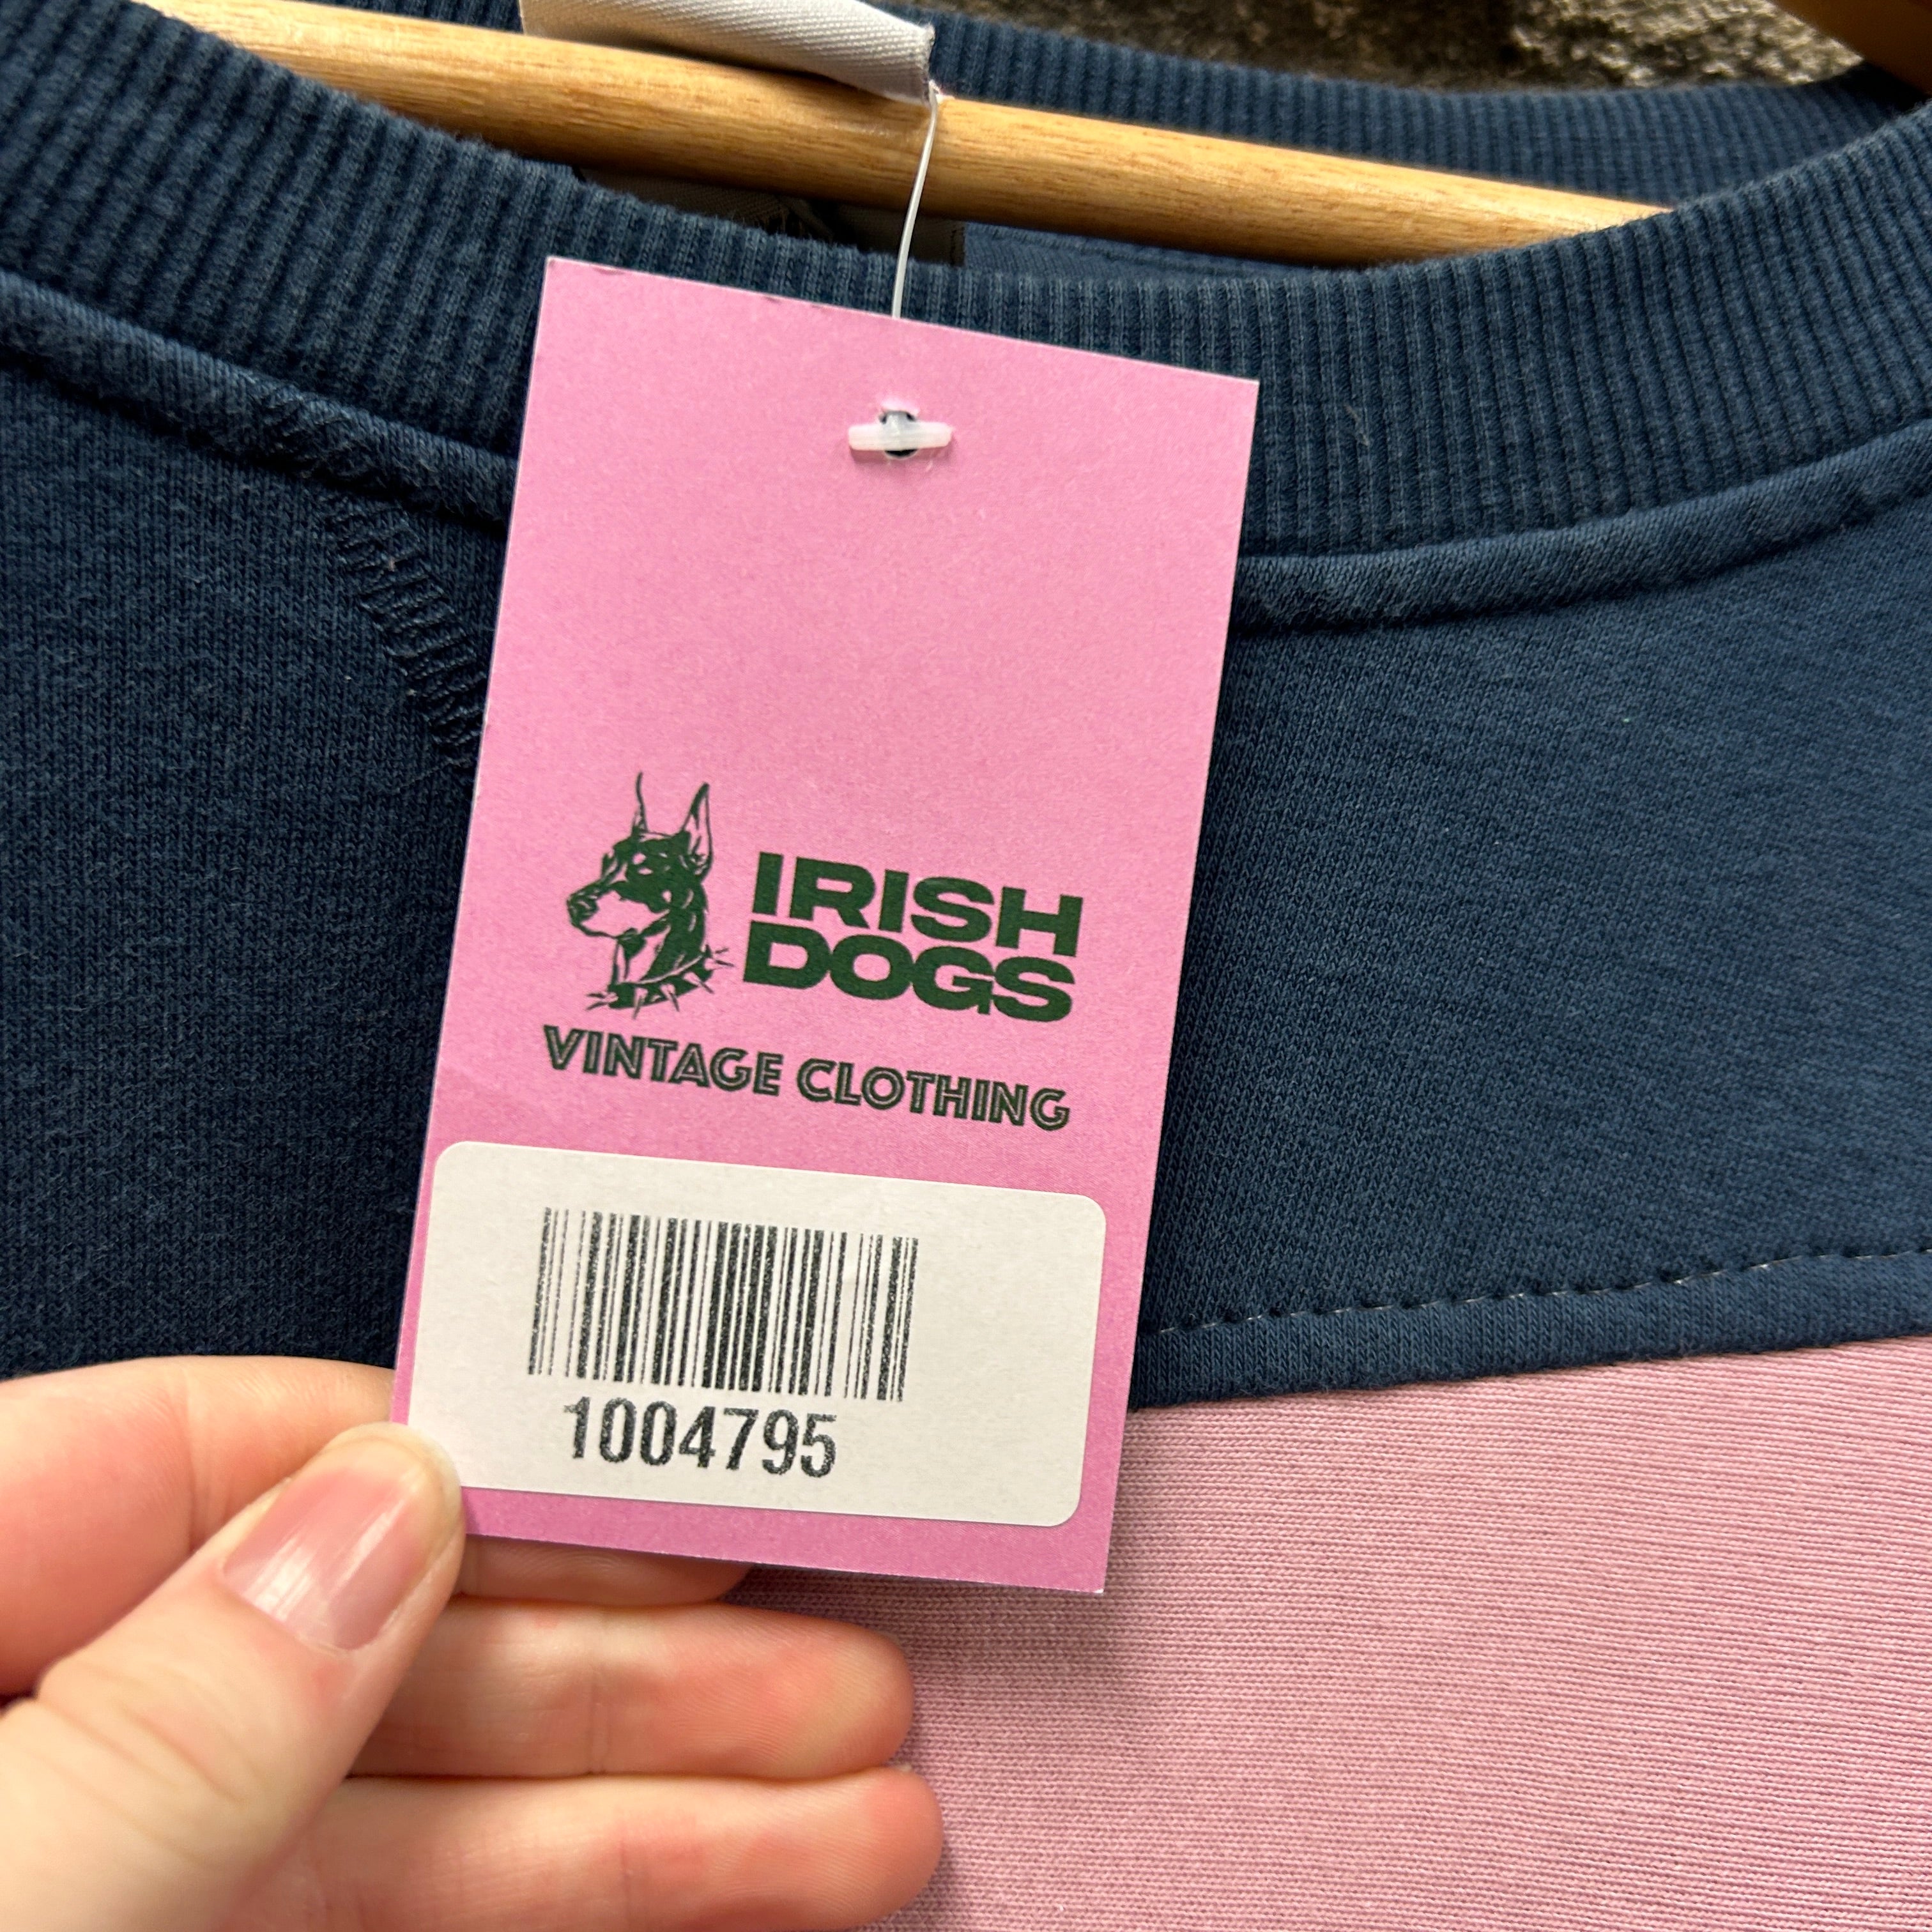 IRISH
DOGS
VINTAGE CLOTHING
1004795